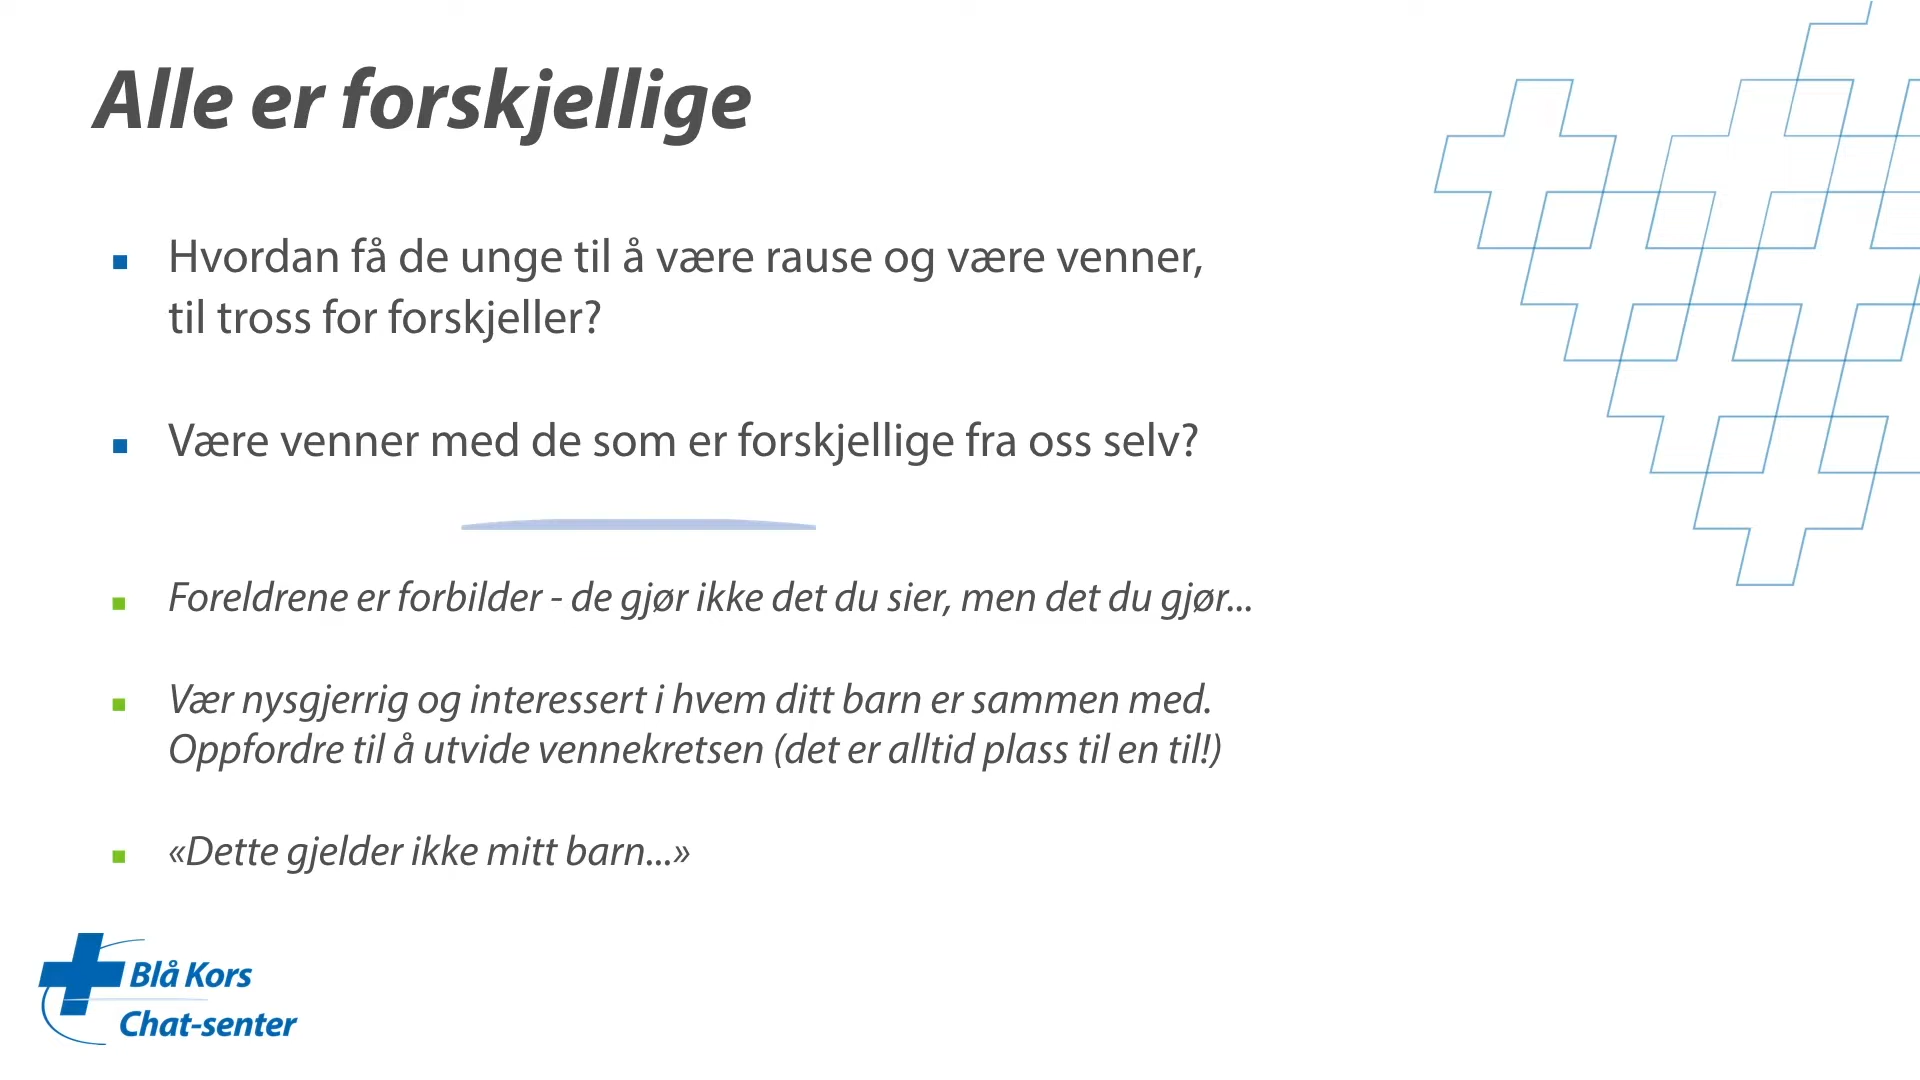 Alle er forskjellige
Hvordan få de unge til å være rause og være venner,
til tross for forskjeller?
Være venner med de som er forskjellige fra oss selv?
Foreldrene er forbilder - de gjør ikke det du sier, men det du gjør...
Vær nysgjerrig og interessert i hvem ditt barn er sammen med.
Oppfordre til å utvide vennekretsen (det er alltid plass til en til!)
«Dette gjelder ikke mitt barn...»
Blå Kors
Chat-senter